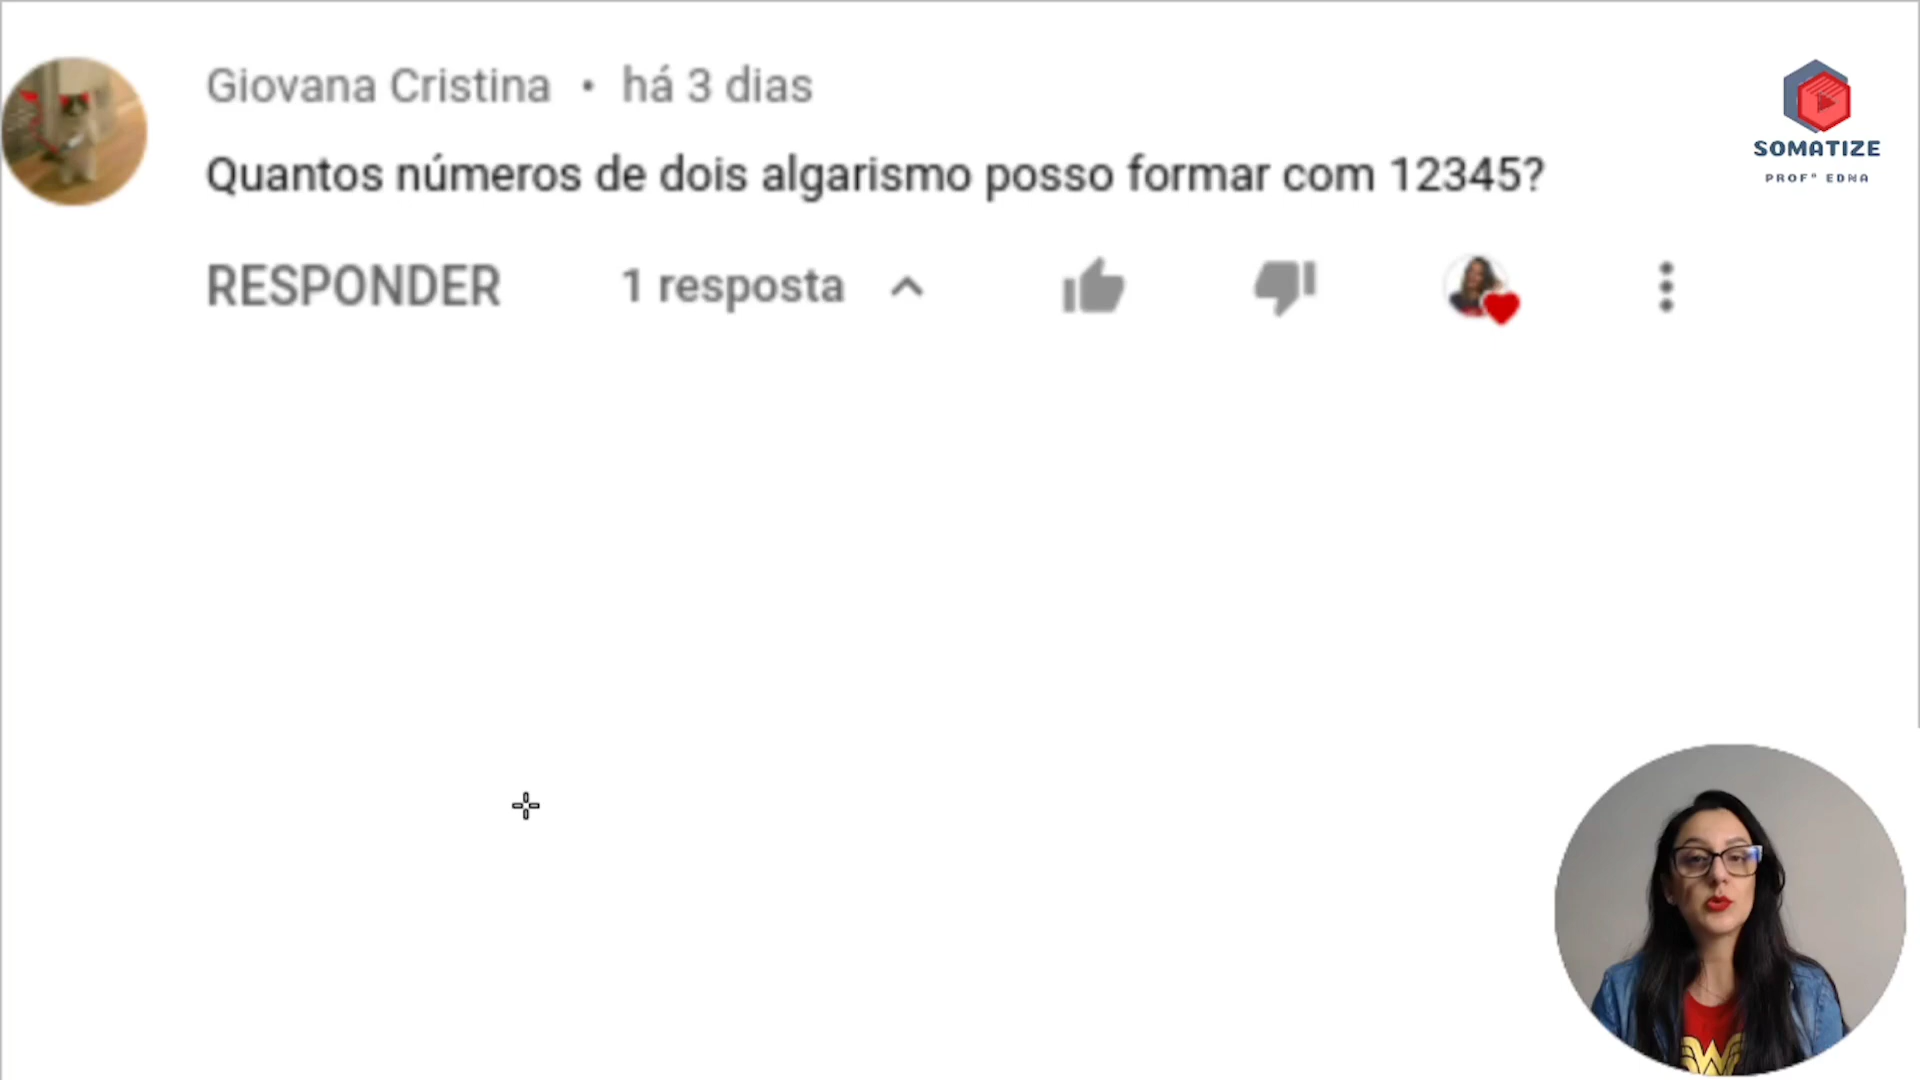 Giovana Cristina • há 3 dias
Quantos números de dois algarismo posso formar com 12345?
RESPONDER 1 resposta
SOMATIZE
PROFª EDNA